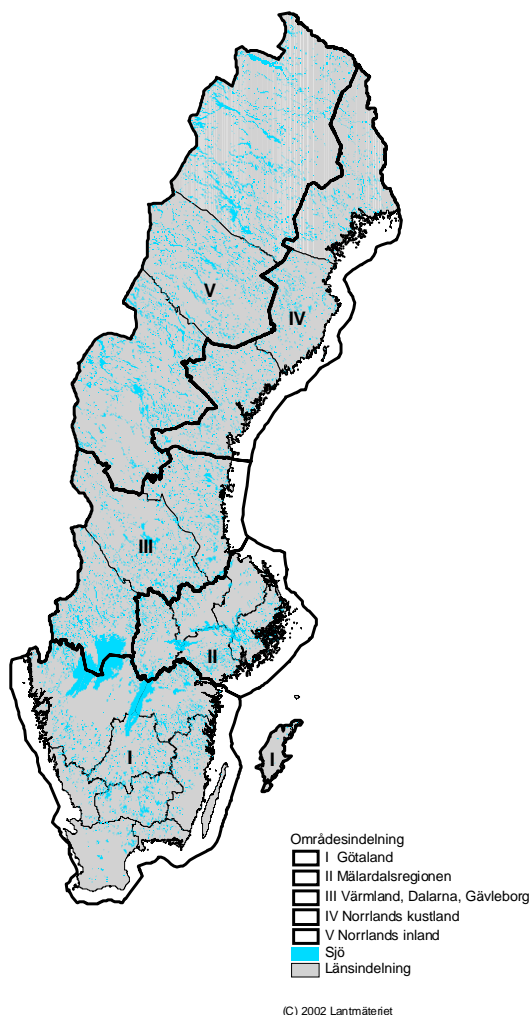 V
IV
III
II
I
I
Områdesindelning
I Götaland
II Mälardalsregionen
III Värmland, Dalarna, Gävleborg
IV Norrlands kustland
V Norrlands inland
Sjö
Länsindelning
(C) 2002 Lantmäteriet